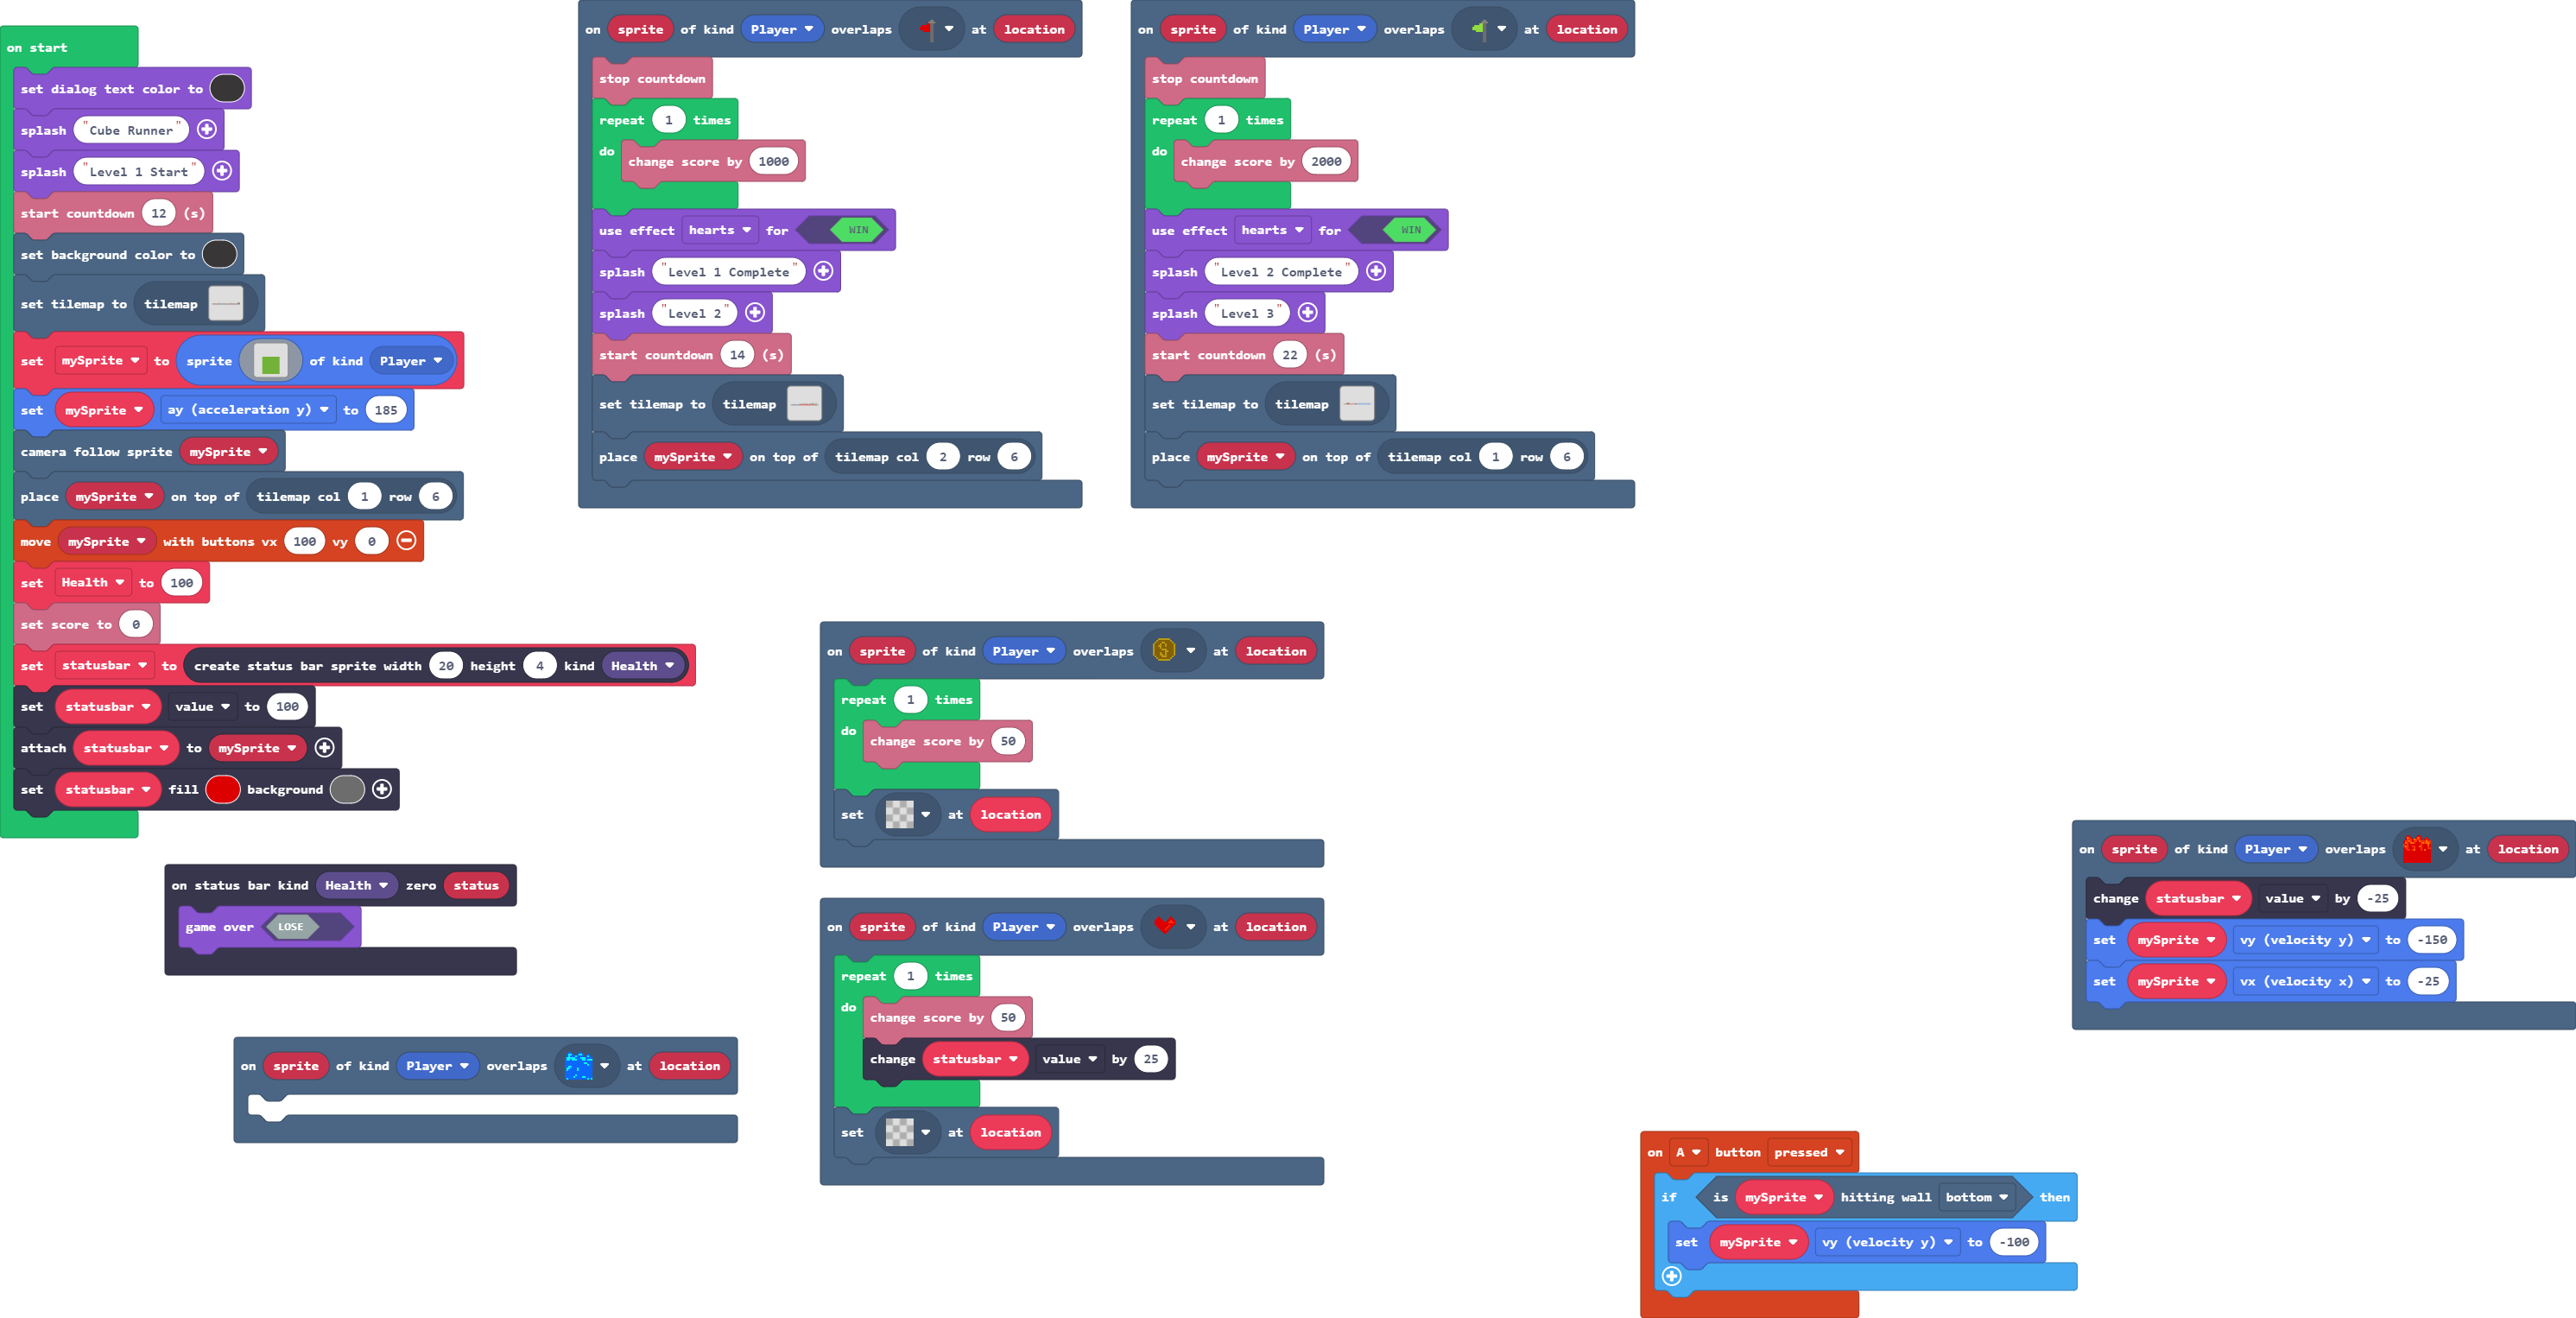 on start
set dialog text color to
splash "Cube Runner"
splash "Level 1 Start"
start countdown 12 (s)
set background color to
set tilemap to tilemap
set mySprite to sprite of kind Player
set mySprite ay (acceleration y) to 185
camera follow sprite mySprite
place mySprite on top of tilemap col 1 row 6
move mySprite with buttons vx 100 vy 0
set Health to 100
set score to 0
set statusbar to create status bar sprite width 20 height 4 kind Health
set statusbar value to 100
attach statusbar to mySprite
set statusbar fill background
on status bar kind Health zero status
game over LOSE
on sprite of kind Player overlaps at location
on sprite of kind Player overlaps at location
stop countdown
repeat 1 times
do change score by 1000
use effect hearts for WIN
splash "Level 1 Complete"
splash "Level 2"
start countdown 14 (s)
set tilemap to tilemap
place mySprite on top of tilemap col 2 row 6
on sprite of kind Player overlaps at location
stop countdown
repeat 1 times
do change score by 2000
use effect hearts for WIN
splash "Level 2 Complete"
splash "Level 3"
start countdown 22 (s)
set tilemap to tilemap
place mySprite on top of tilemap col 1 row 6
on sprite of kind Player overlaps $ at location
repeat 1 times
do change score by 50
set at location
on sprite of kind Player overlaps at location
repeat 1 times
do change score by 50
change statusbar value by 25
set at location
on sprite of kind Player overlaps at location
change statusbar value by -25
set mySprite vy (velocity y) to -150
set mySprite vx (velocity x) to -25
on A button pressed
if is mySprite hitting wall bottom then
set mySprite vy (velocity y) to -100